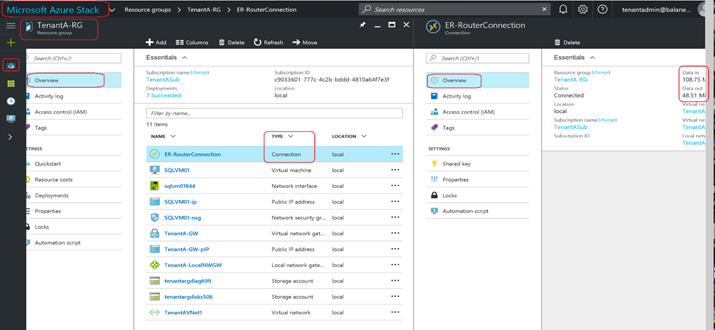 Microsoft Azure Stack
Resource groups > TenantA-RG > ER-RouterConnection
Search resources
tenantadmin@balane...
TenantA-RG
Resource group
Search (Ctrl+/)
Overview
Activity log
Access control (IAM)
Tags
ETTINGS
Quickstart
Resource costs
Deployments
Properties
Locks
Automation script
Add
Columns
Delete
Refresh
Move
Essentials
Subscription name (change)
TenantASub
Deployments
7 Succeeded
Subscription ID
c9033601-777c-4c2b-bddd-4810a64f7e3f
Location
local
Filter by name...
11 items
NAME TYPE LOCATION
ER-RouterConnection Connection local ...
SQLVM01 Virtual machine local ...
sqlvm01844 Network interface local ...
SQLVM01-ip Public IP address local ...
SQLVM01-nsg Network security gr... local ...
TenantA-GW Virtual network gat... local ...
TenantA-GW-pIP Public IP address local ...
TenantA-LocalNWGW Local network gate... local ...
tenantargdiag699 Storage account local ...
tenantargdisks506 Storage account local ...
TenantAVNet1 Virtual network local ...
ER-RouterConnection
Connection
Search (Ctrl+/)
Overview
Activity log
Access control (IAM)
Tags
SETTINGS
Shared key
Properties
Locks
Automation script
Delete
Essentials
Resource group (change)
TenantA-RG
Status
Connected
Location
local
Subscription name (change)
TenantASub
Subscription ID
Data in
108.75 M
Data out
48.51 Mi
Virtual netw
TenantA
Virtual net
TenantA
Local netw
TenantA